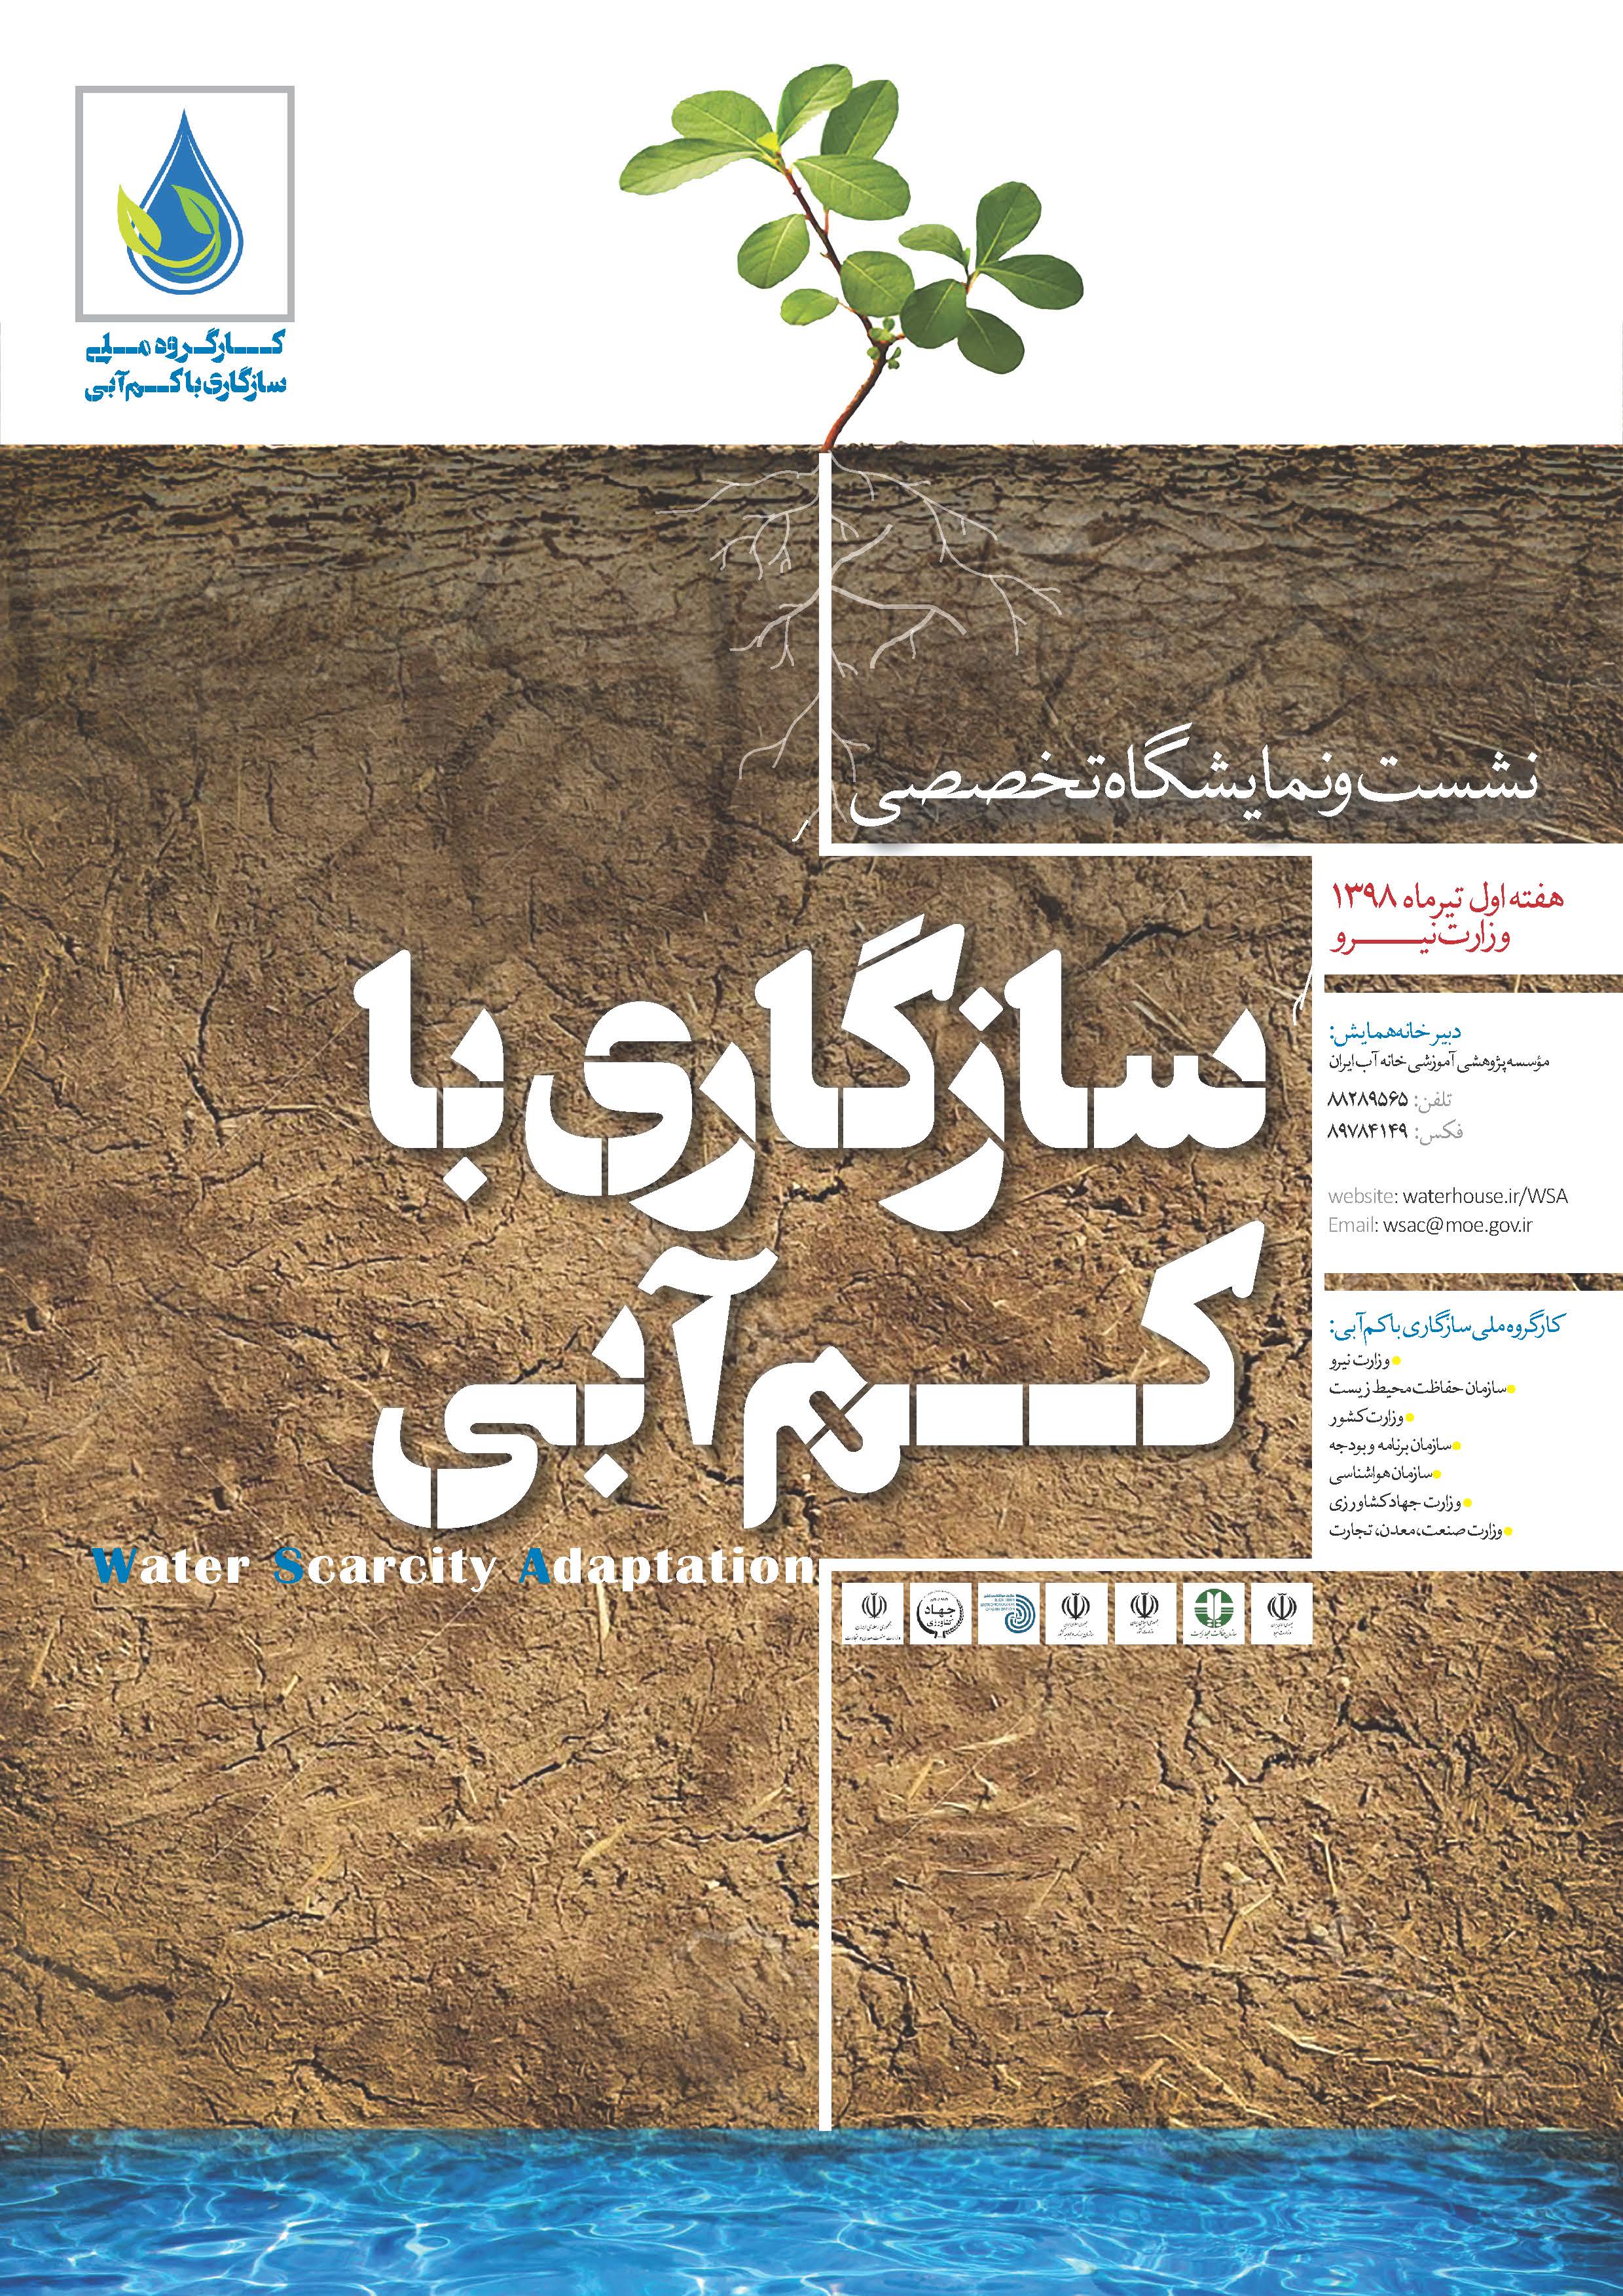 کارگروه ملی
سازگاری با کم‌آبی
نشست و نمایشگاه تخصصی
هفته اول تیرماه ۱۳۹۸
وزارت نیرو
سازگاری با
کم‌آبی
Water Scarcity Adaptation
دبیرخانه همایش:
مؤسسه پژوهشی آموزشی خانه آب ایران
تلفن: ۸۸۲۸۹۵۶۵
فکس: ۸۹۷۸۴۱۴۹
website: waterhouse.ir/WSA
Email: wsac@moe.gov.ir
کارگروه ملی سازگاری با کم‌آبی:
وزارت نیرو
سازمان حفاظت محیط زیست
وزارت کشور
سازمان برنامه و بودجه
سازمان هواشناسی
وزارت جهاد کشاورزی
وزارت صنعت، معدن، تجارت
جهاد
کشاورزی